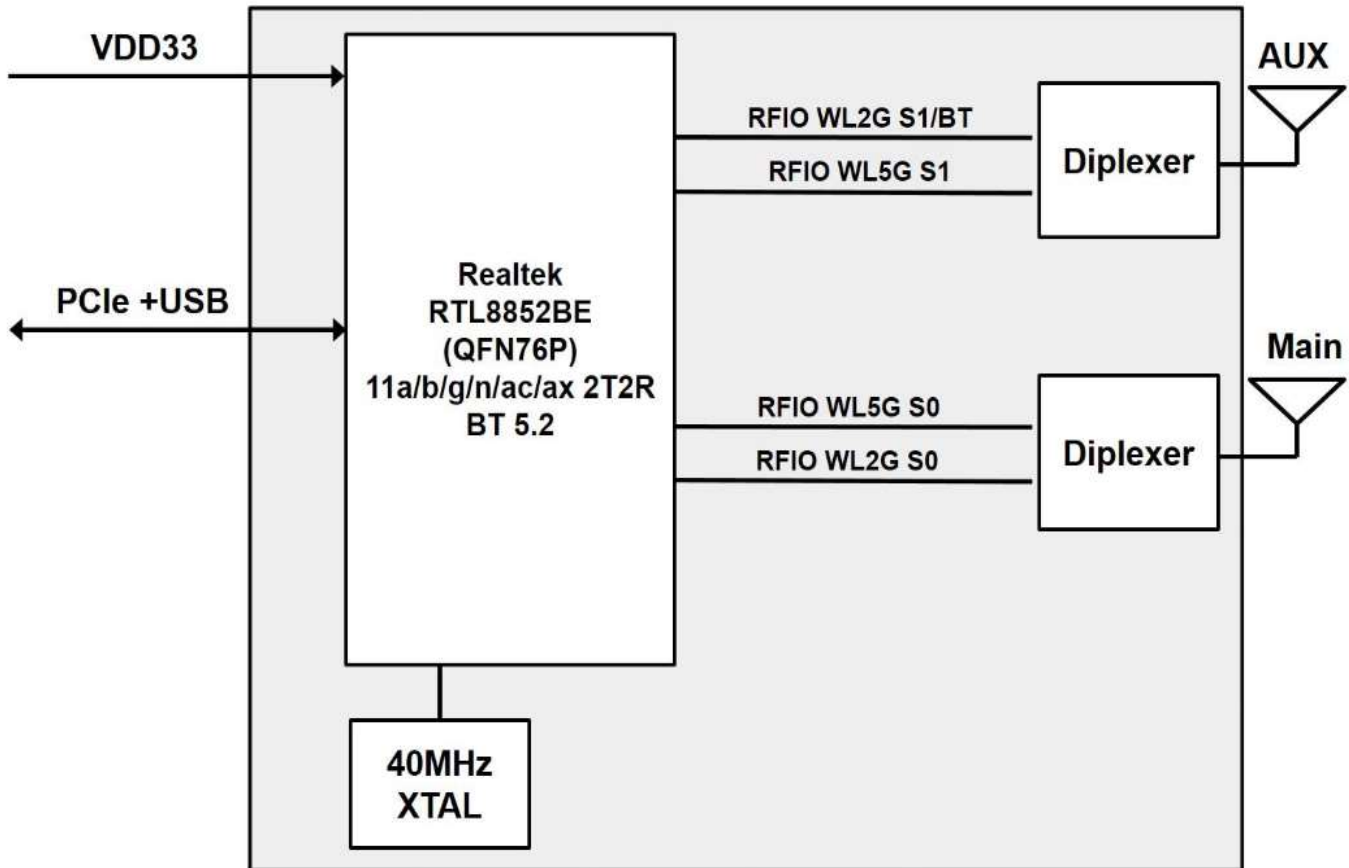 VDD33
PCIe +USB
Realtek
RTL8852BE
(QFN76P)
11a/b/g/n/ac/ax 2T2R
BT 5.2
40MHz
XTAL
RFIO WL2G S1/BT
RFIO WL5G S1
Diplexer
AUX
RFIO WL5G S0
RFIO WL2G S0
Diplexer
Main